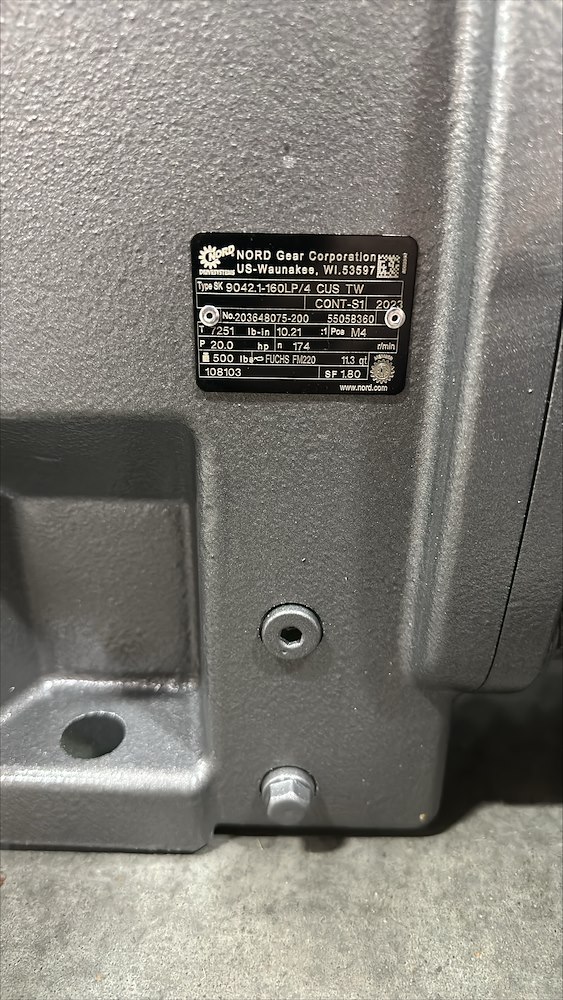 NORD
DRIVESYSTEMS
NORD Gear Corporation
US-Waunakee, WI.53597
Type SK 9042.1-160LP/4 CUS TW
CONT-S1 2023
No. 203648075-200 55058360
T 7251 lb-in 10.21 :1 Pos M4
P 20.0 hp n 174 r/min
500 lbs FUCHS FM220 11.3 qt
108103 SF 1.80
www.nord.com